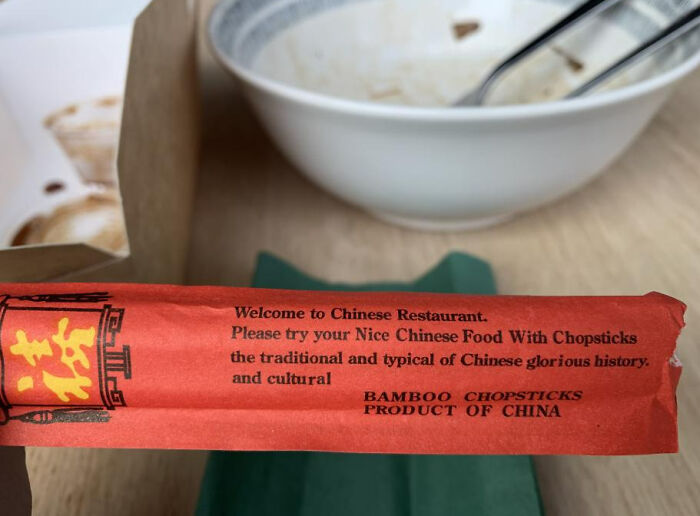 Welcome to Chinese Restaurant.
Please try your Nice Chinese Food With Chopsticks
the traditional and typical of Chinese glorious history.
and cultural
BAMBOO CHOPSTICKS
PRODUCT OF CHINA